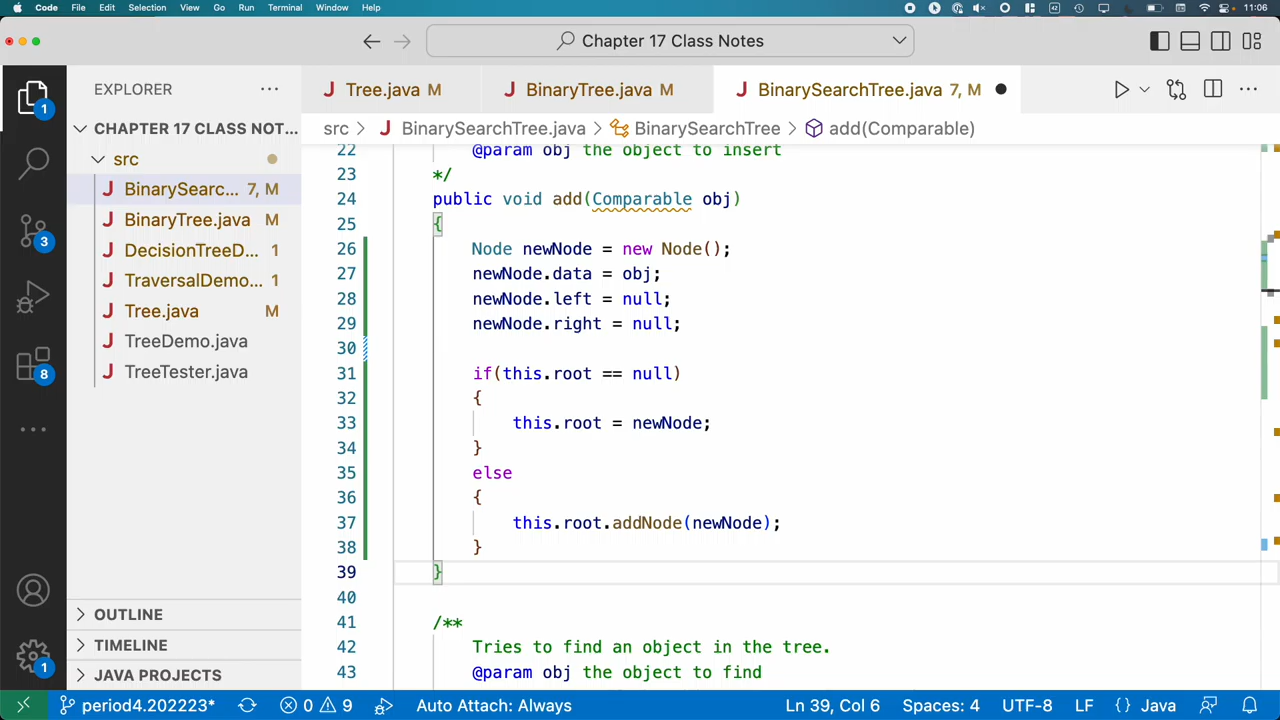 Code File Edit Selection View Go Run Terminal Window Help 11:06
Chapter 17 Class Notes
EXPLORER
Tree.java M
BinaryTree.java M
BinarySearchTree.java 7, M
src > BinarySearchTree.java > BinarySearchTree > add(Comparable)
CHAPTER 17 CLASS NOT...
src
BinarySearc... 7, M
BinaryTree.java M
DecisionTreeD... 1
TraversalDemo... 1
Tree.java M
TreeDemo.java
TreeTester.java
OUTLINE
TIMELINE
JAVA PROJECTS
1
3
8
1
22 @param obj the object to insert
23 */
24 public void add(Comparable obj)
25 {
26 Node newNode = new Node();
27 newNode.data = obj;
28 newNode.left = null;
29 newNode.right = null;
30
31 if(this.root == null)
32 {
33 this.root = newNode;
34 }
35 else
36 {
37 this.root.addNode(newNode);
38 }
39 }
40
41 /**
42 Tries to find an object in the tree.
43 @param obj the object to find
period4.202223* 0 9 Auto Attach: Always Ln 39, Col 6 Spaces: 4 UTF-8 LF {} Java